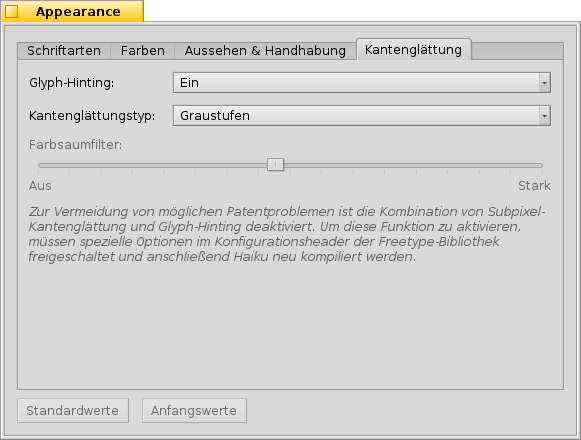 Appearance
Schriftarten Farben Aussehen & Handhabung Kantenglättung
Glyph-Hinting: Ein
Kantenglättungstyp: Graustufen
Farbsaumfilter:
Aus Stark
Zur Vermeidung von möglichen Patentproblemen ist die Kombination von Subpixel-
Kantenglättung und Glyph-Hinting deaktiviert. Um diese Funktion zu aktivieren,
müssen spezielle Optionen im Konfigurationsheader der Freetype-Bibliothek
freigeschaltet und anschließend Haiku neu kompiliert werden.
Standardwerte Anfangswerte